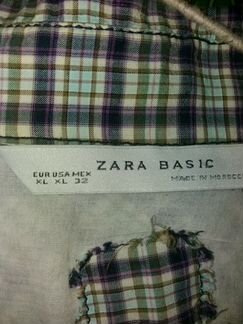 ZARA BASIC
EUR USA MEX
XL XL 32
MADE IN MOROCCO